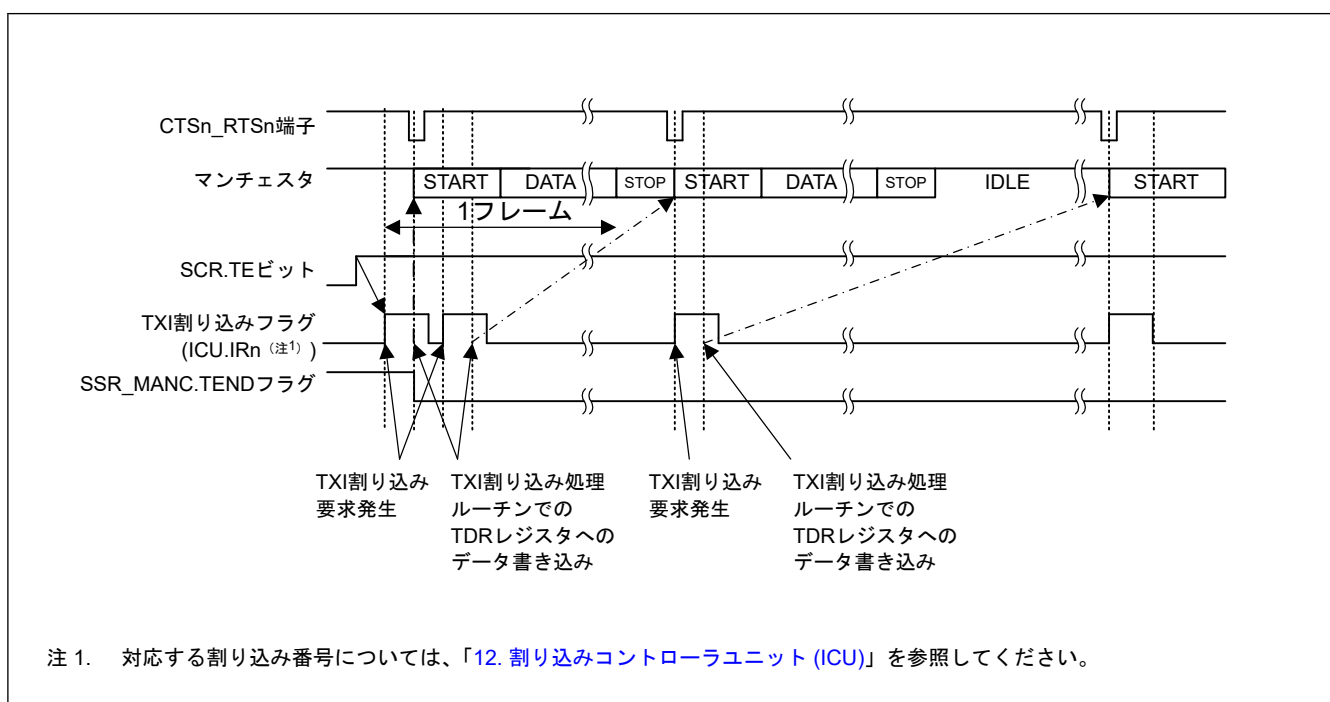 CTSn_RTSn端子
マンチェスタ
START DATA STOP START DATA STOP IDLE START
1フレーム
SCR.TEビット
TXI割り込みフラグ
(ICU.IRn (注1) )
SSR_MANC.TENDフラグ
TXI割り込み
要求発生
TXI割り込み処理
ルーチンでの
TDRレジスタへの
データ書き込み
TXI割り込み
要求発生
TXI割り込み処理
ルーチンでの
TDRレジスタへの
データ書き込み
注 1. 対応する割り込み番号については、「12. 割り込みコントローラユニット (ICU)」を参照してください。